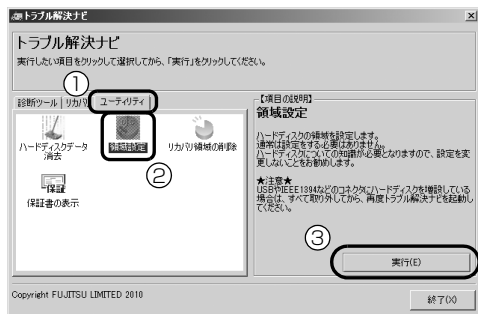 トラブル解決ナビ
トラブル解決ナビ
実行したい項目をクリックして選択してから、「実行」をクリックしてください。
①
診断ツール リカバリ ユーティリティ
ハードディスクデータ消去
領域設定
リカバリ領域の削除
②
保証
保証書の表示
【項目の説明】
領域設定
ハードディスクの領域を設定します。
通常は設定をする必要はありません。
ハードディスクについての知識が必要となりますので、設定を変
更しないことをお勧めします。
★注意★
USBやIEEE1394などのコネクタにハードディスクを増設している
場合は、すべて取り外してから、再度トラブル解決ナビを起動し
てください。
③
実行(E)
Copyright FUJITSU LIMITED 2010
終了(X)